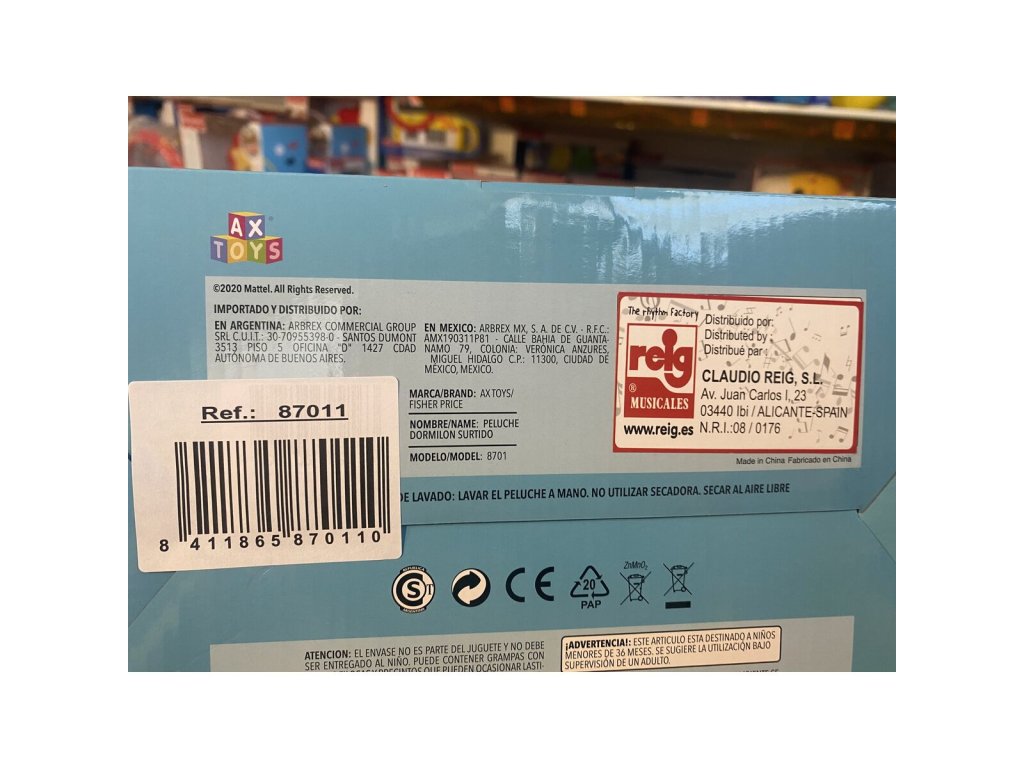 AX
TOYS
©2020 Mattel. All Rights Reserved.
IMPORTADO Y DISTRIBUIDO POR:
EN ARGENTINA: ARBREX COMMERCIAL GROUP
SRL C.U.I.T.: 30-70955398-0 - SANTOS DUMONT
3513 PISO 5 OFICINA "D" 1427 CDAD
AUTÓNOMA DE BUENOS AIRES.
EN MEXICO: ARBREX MX, S. A. DE C.V. - R.F.C.:
AMX190311P81 - CALLE BAHIA DE GUANTA-
NAMO 79, COLONIA: VERÓNICA ANZURES,
MIGUEL HIDALGO C.P.: 11300, CIUDAD DE
MÉXICO, MEXICO.
MARCA/BRAND: AX TOYS/
FISHER PRICE
NOMBRE/NAME: PELUCHE
DORMILON SURTIDO
MODELO/MODEL: 8701
The rhythm Factory
reig
®
MUSICALES
www.reig.es
Distribuido por:
Distributed by:
Distribué par:
CLAUDIO REIG, S.L.
Av. Juan Carlos I, 23
03440 Ibi / ALICANTE-SPAIN
N.R.I.:08 / 0176
Made in China Fabricado en China
Ref.: 87011
8 411865 870110
DE LAVADO: LAVAR EL PELUCHE A MANO. NO UTILIZAR SECADORA. SECAR AL AIRE LIBRE
REPUBLICA
S
ARGENTINA
CE
20
PAP
ZnMnO2
ATENCION: EL ENVASE NO ES PARTE DEL JUGUETE Y NO DEBE
SER ENTREGADO AL NIÑO. PUEDE CONTENER GRAMPAS CON
PRECINTOS QUE PUEDEN OCASIONAR LASTI-
¡ADVERTENCIA!: ESTE ARTICULO ESTA DESTINADO A NIÑOS
MENORES DE 36 MESES. SE SUGIERE LA UTILIZACIÓN BAJO
SUPERVISIÓN DE UN ADULTO.